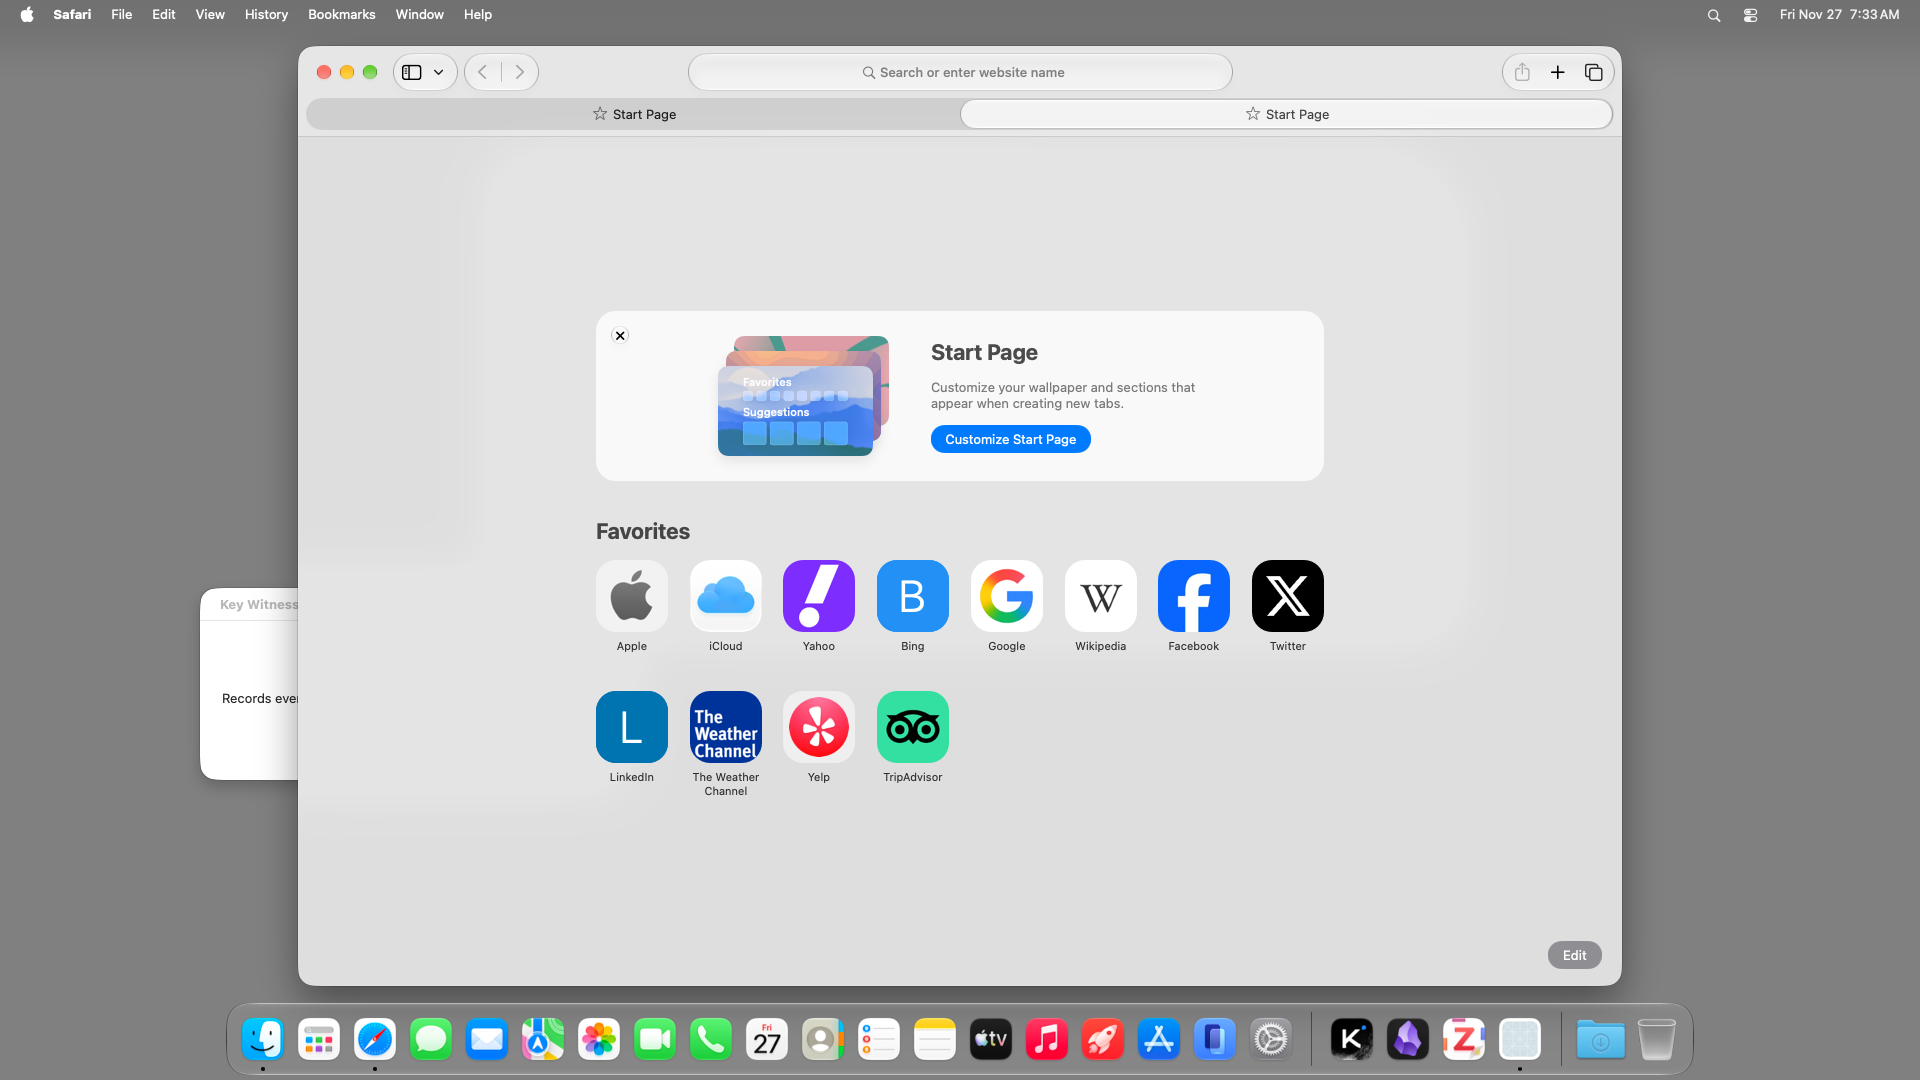 Safari File Edit View History Bookmarks Window Help Fri Nov 27 7:33 AM
Search or enter website name
Start Page Start Page
Start Page
Favorites
Customize your wallpaper and sections that
appear when creating new tabs.
Suggestions
Customize Start Page
Favorites
B
W
Apple iCloud Yahoo Bing Google Wikipedia Facebook Twitter
Key Witness
Records ever
L
The
Weather
Channel
LinkedIn The Weather
Channel Yelp TripAdvisor
Edit
Fri
27
tv
K
Z